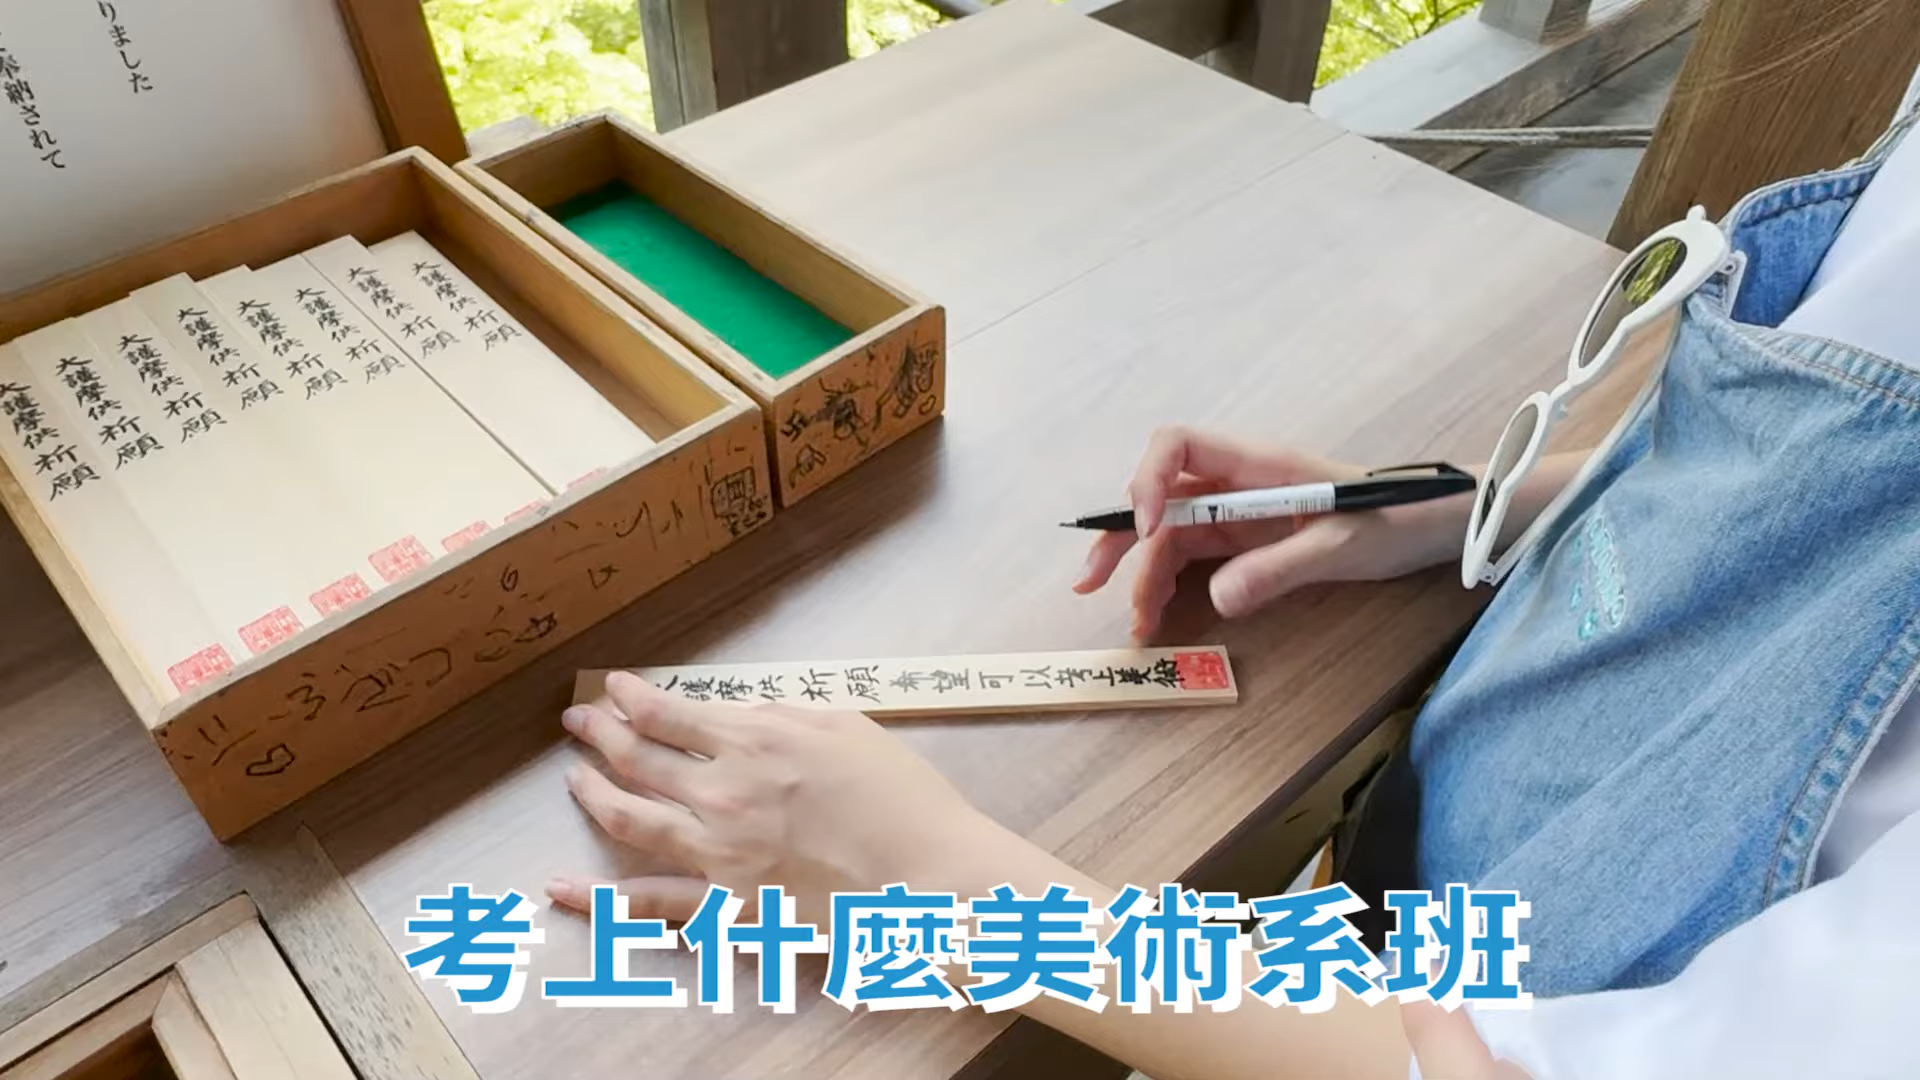 りました
奉納されて
大護摩供祈願
大護摩供祈願
大護摩供祈願
大護摩供祈願
大護摩供祈願
大護摩供祈願
大護摩供祈願
護摩供 祈願 希望可以考上美術
考上什麼美術系班